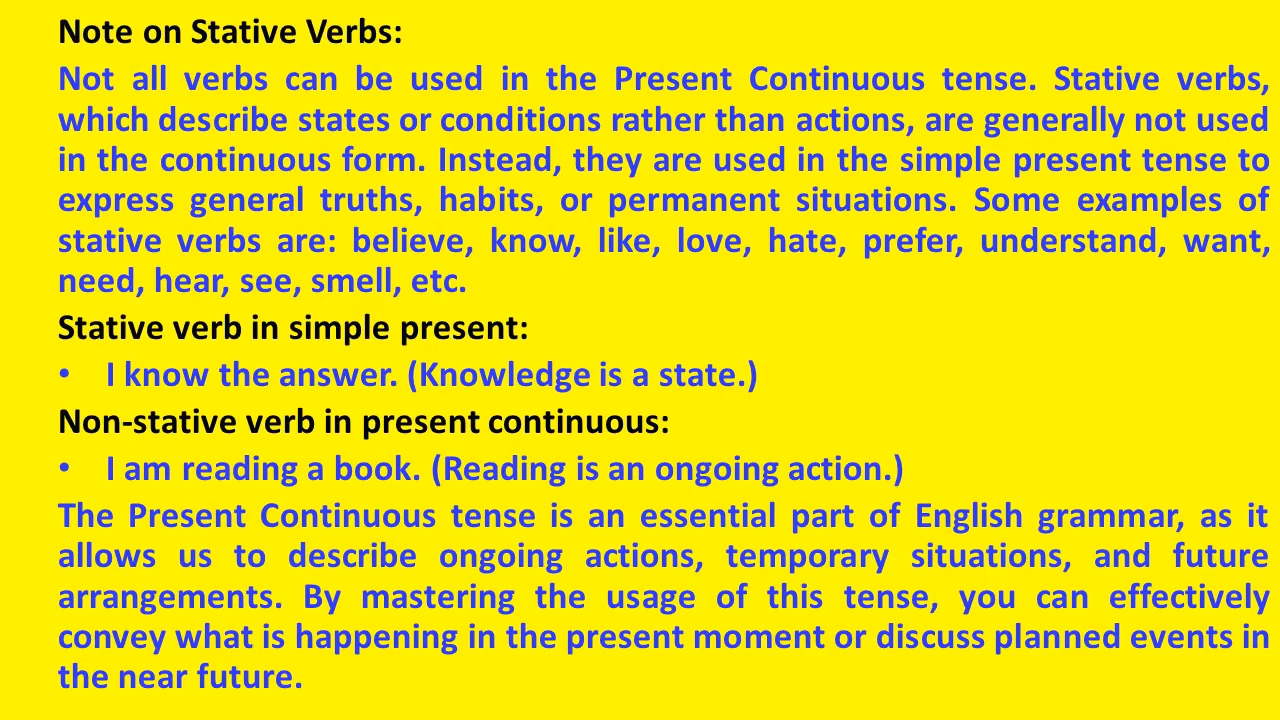 Note on Stative Verbs:
Not all verbs can be used in the Present Continuous tense. Stative verbs,
which describe states or conditions rather than actions, are generally not used
in the continuous form. Instead, they are used in the simple present tense to
express general truths, habits, or permanent situations. Some examples of
stative verbs are: believe, know, like, love, hate, prefer, understand, want,
need, hear, see, smell, etc.
Stative verb in simple present:
• I know the answer. (Knowledge is a state.)
Non-stative verb in present continuous:
• I am reading a book. (Reading is an ongoing action.)
The Present Continuous tense is an essential part of English grammar, as it
allows us to describe ongoing actions, temporary situations, and future
arrangements. By mastering the usage of this tense, you can effectively
convey what is happening in the present moment or discuss planned events in
the near future.